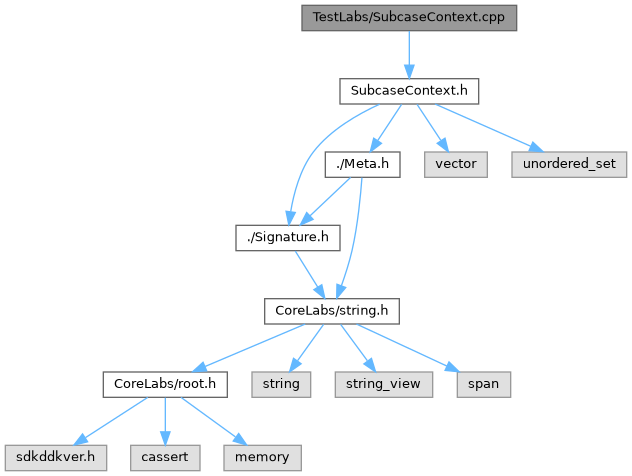 TestLabs/SubcaseContext.cpp
SubcaseContext.h
./Meta.h
vector
unordered_set
./Signature.h
CoreLabs/string.h
CoreLabs/root.h
string
string_view
span
sdkddkver.h
cassert
memory